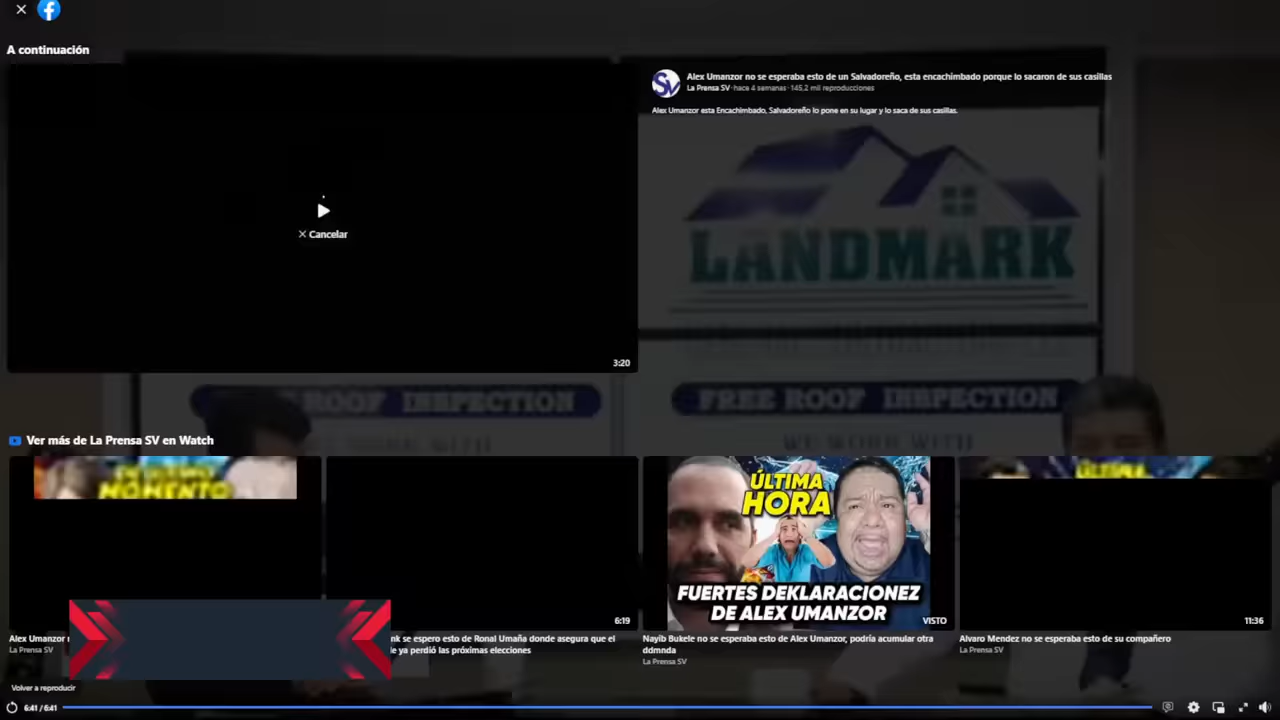 A continuación
Alex Umanzor no se esperaba esto de un Salvadoreño, esta encachimbado porque lo sacaron de sus casillas
La Prensa SV · hace 4 semanas · 145,2 mil reproducciones
Alex Umanzor esta Encachimbado, Salvadoreño lo pone en su lugar y lo saca de sus casillas.
LANDMARK
Cancelar
3:20
ROOF INSPECTION
FREE ROOF INSPECTION
WE WORK WITH
WE WORK WITH
Ver más de La Prensa SV en Watch
MOMENTO
ÚLTIMA
HORA
FUERTES DEKLARACIONEZ
DE ALEX UMANZOR
VISTO
ÚLTIMA
6:19
11:36
Alex Umanzor
La Prensa SV
se espero esto de Ronal Umaña donde asegura que el
ya perdió las próximas elecciones
Nayib Bukele no se esperaba esto de Alex Umanzor, podría acumular otra
ddmnda
La Prensa SV
Alvaro Mendez no se esperaba esto de su compañero
La Prensa SV
Volver a reproducir
6:41 / 6:41